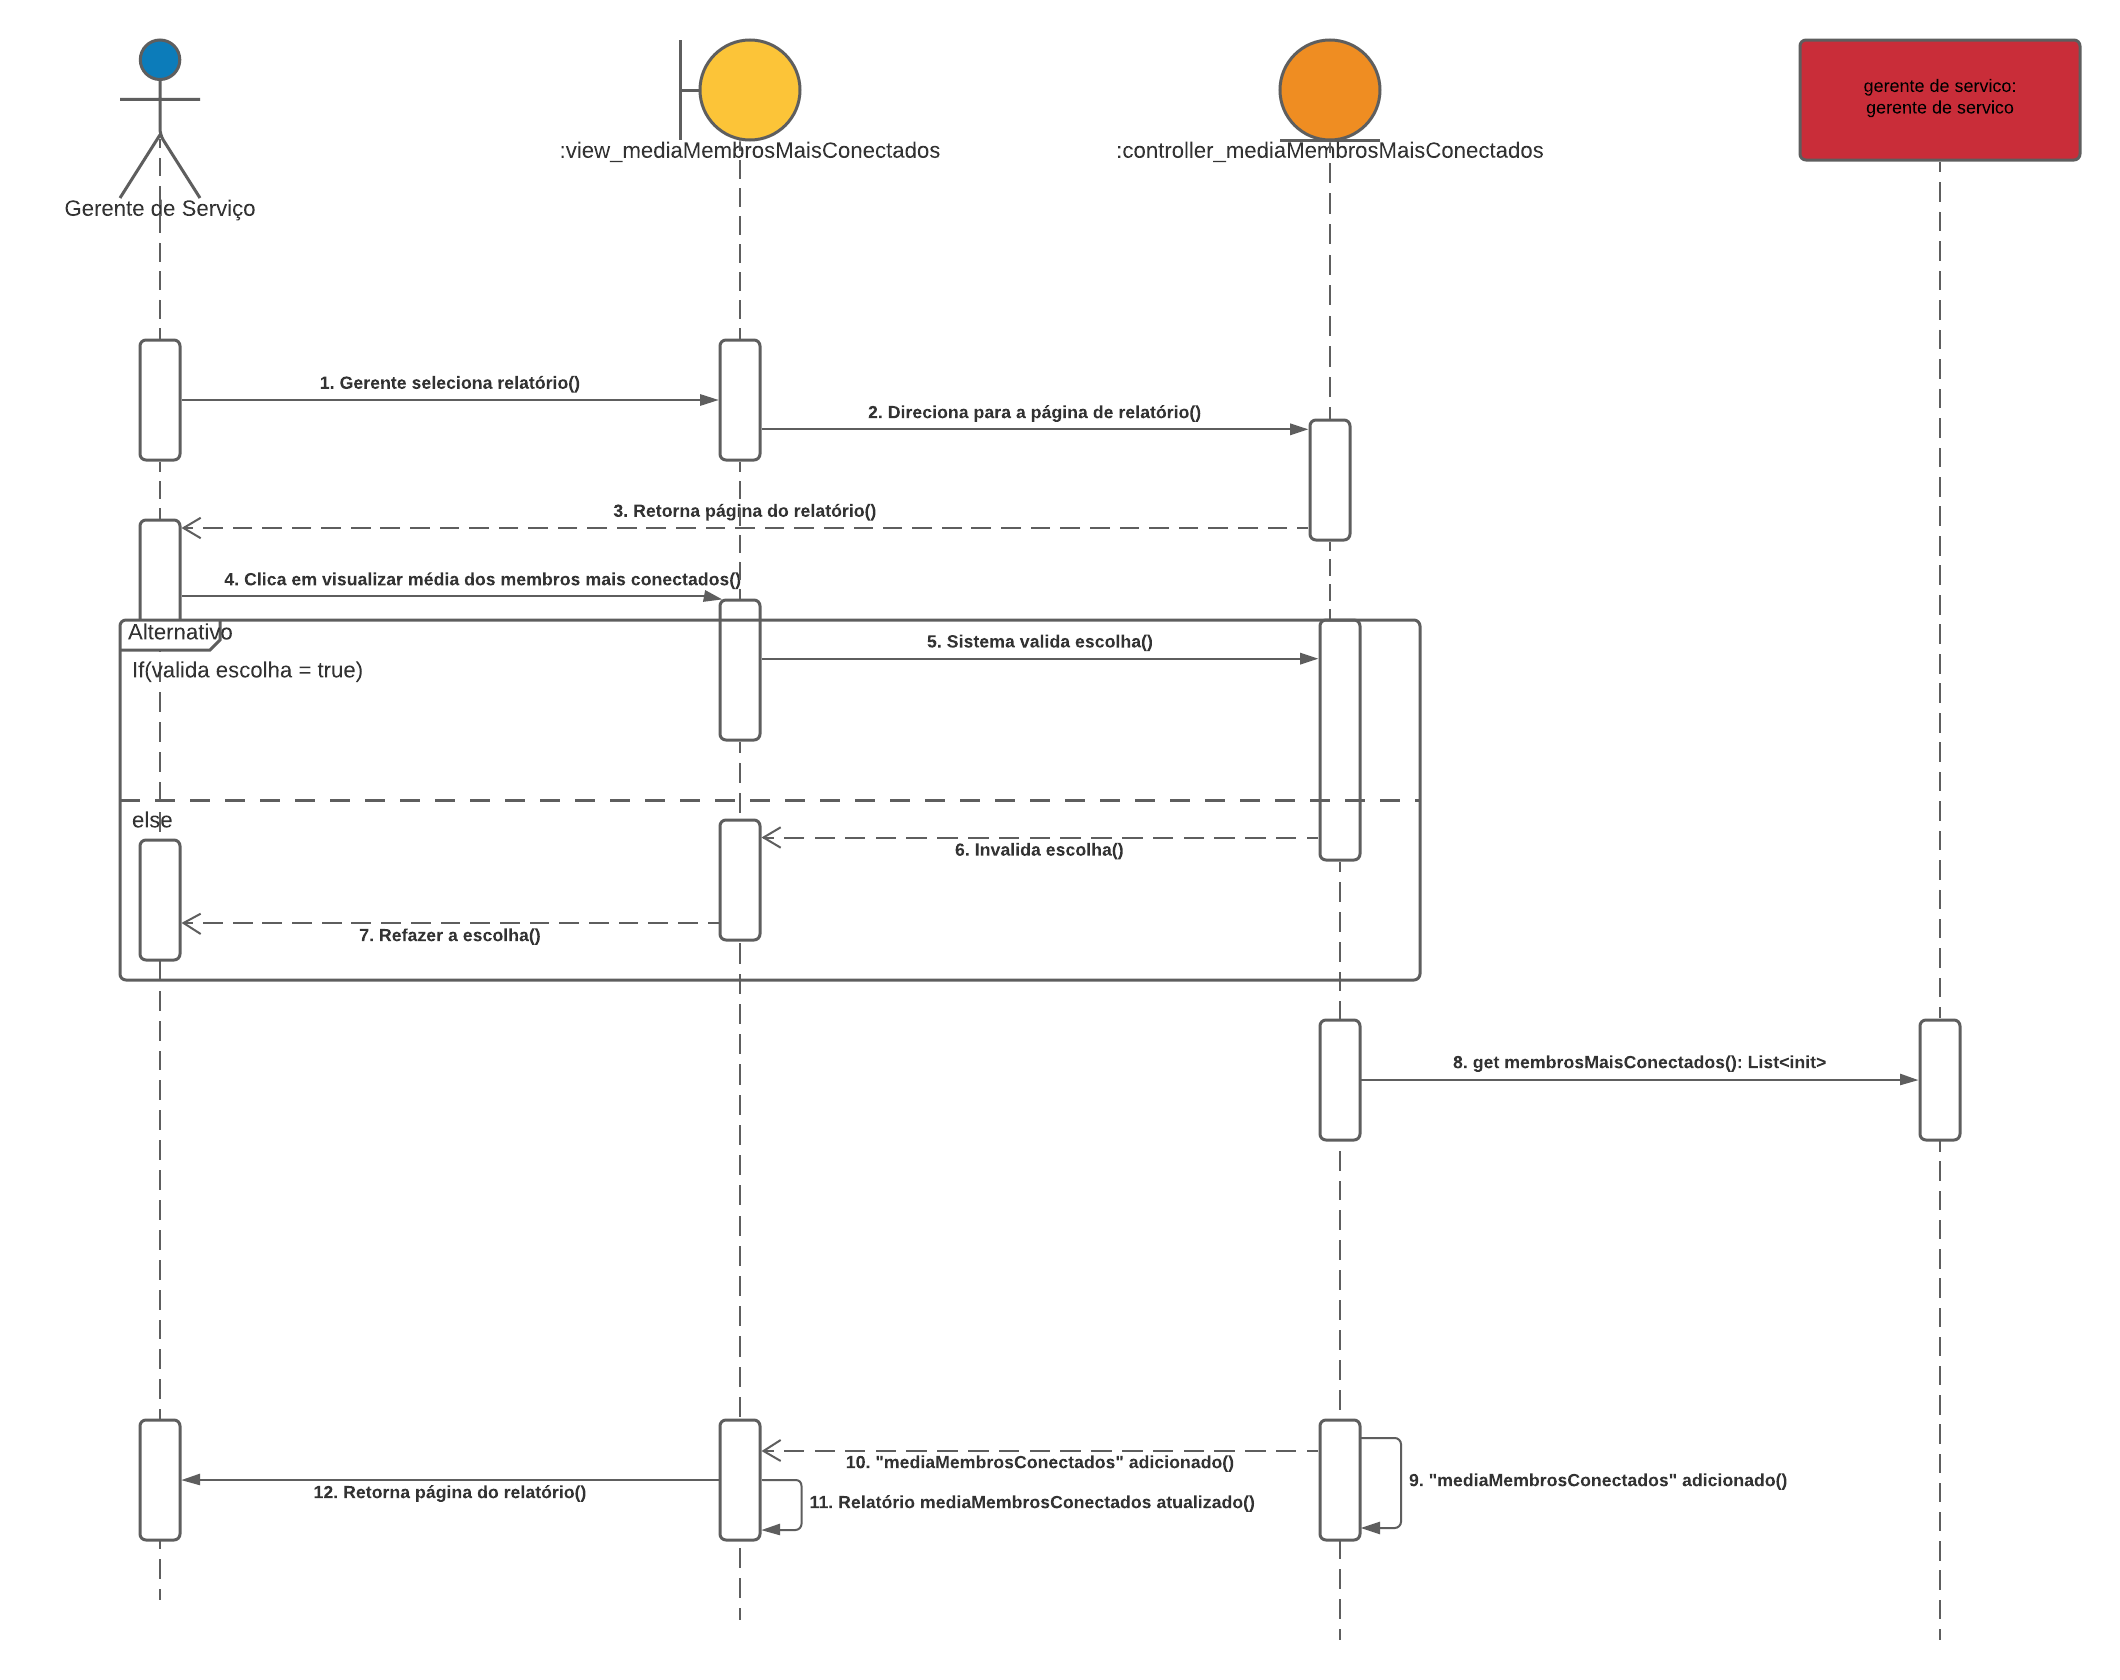 gerente de servico:
gerente de servico
:view_mediaMembrosMaisConectados
:controller_mediaMembrosMaisConectados
Gerente de Serviço
1. Gerente seleciona relatório()
2. Direciona para a página de relatório()
3. Retorna página do relatório()
4. Clica em visualizar média dos membros mais conectados()
Alternativo
5. Sistema valida escolha()
If(valida escolha = true)
else
6. Invalida escolha()
7. Refazer a escolha()
8. get membrosMaisConectados(): List<init>
10. "mediaMembrosConectados" adicionado()
9. "mediaMembrosConectados" adicionado()
12. Retorna página do relatório()
11. Relatório mediaMembrosConectados atualizado()